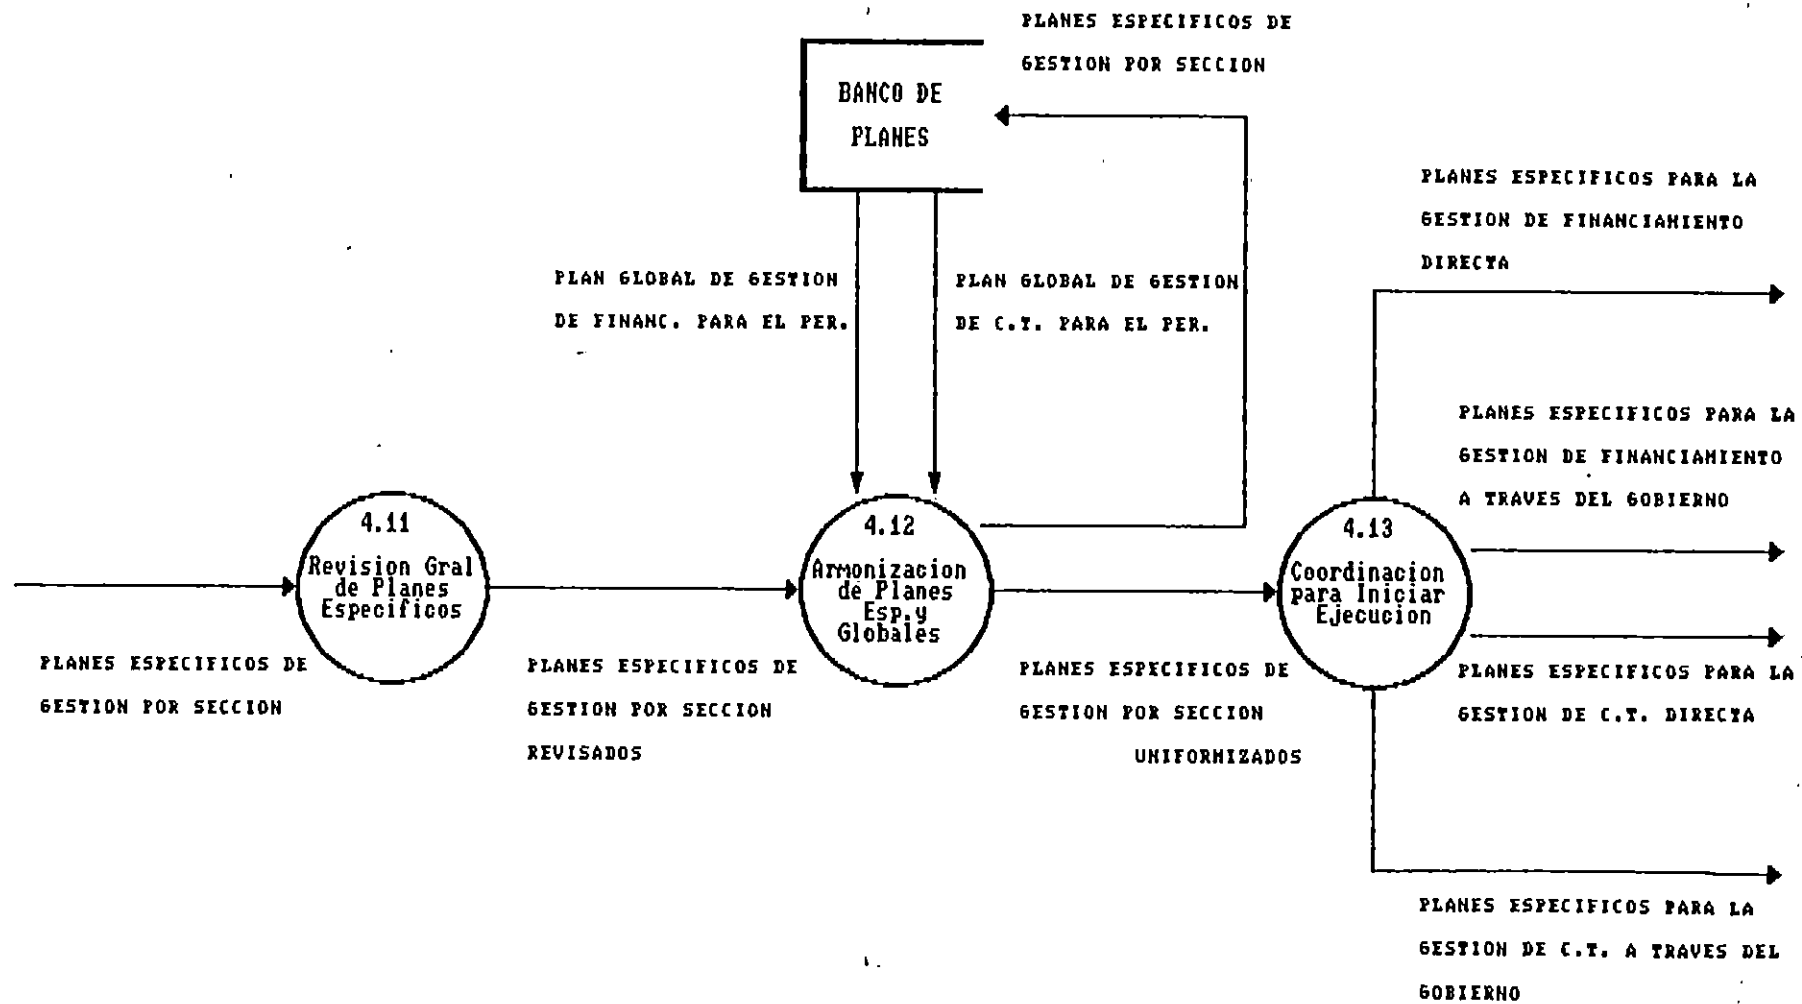 PLANES ESPECIFICOS DE
GESTION POR SECCION
BANCO DE
PLANES
PLANES ESPECIFICOS PARA LA
GESTION DE FINANCIAMIENTO
DIRECTA
PLAN GLOBAL DE GESTION
DE FINANC. PARA EL PER.
PLAN GLOBAL DE GESTION
DE C.T. PARA EL PER.
PLANES ESPECIFICOS PARA LA
GESTION DE FINANCIAMIENTO
A TRAVES DEL GOBIERNO
4.11
Revision Gral
de Planes
Especificos
4.12
Armonizacion
de Planes
Esp.y
Globales
4.13
Coordinacion
para Iniciar
Ejecucion
PLANES ESPECIFICOS DE
GESTION POR SECCION
PLANES ESPECIFICOS DE
GESTION POR SECCION
REVISADOS
PLANES ESPECIFICOS DE
GESTION POR SECCION
UNIFORMIZADOS
PLANES ESPECIFICOS PARA LA
GESTION DE C.T. DIRECTA
PLANES ESPECIFICOS PARA LA
GESTION DE C.T. A TRAVES DEL
GOBIERNO